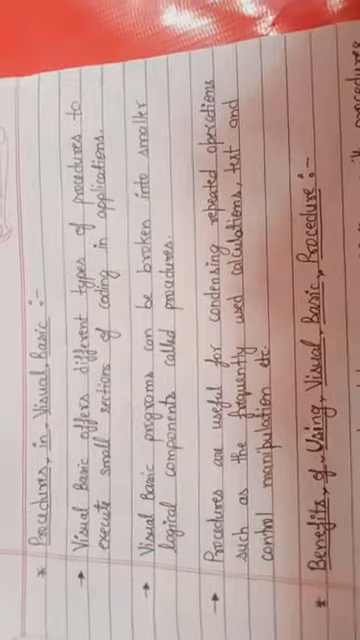 * Procedures in Visual Basic :-
→ Visual Basic offers different types of procedures to
execute small sections of coding in applications.
→ Visual Basic programs can be broken into smaller
logical components called procedures.
→ Procedures are useful for condensing repeated operations
such as the frequently used calculations, test and
control manipulation etc.
* Benefits of Using Visual Basic Procedure :-
procedures